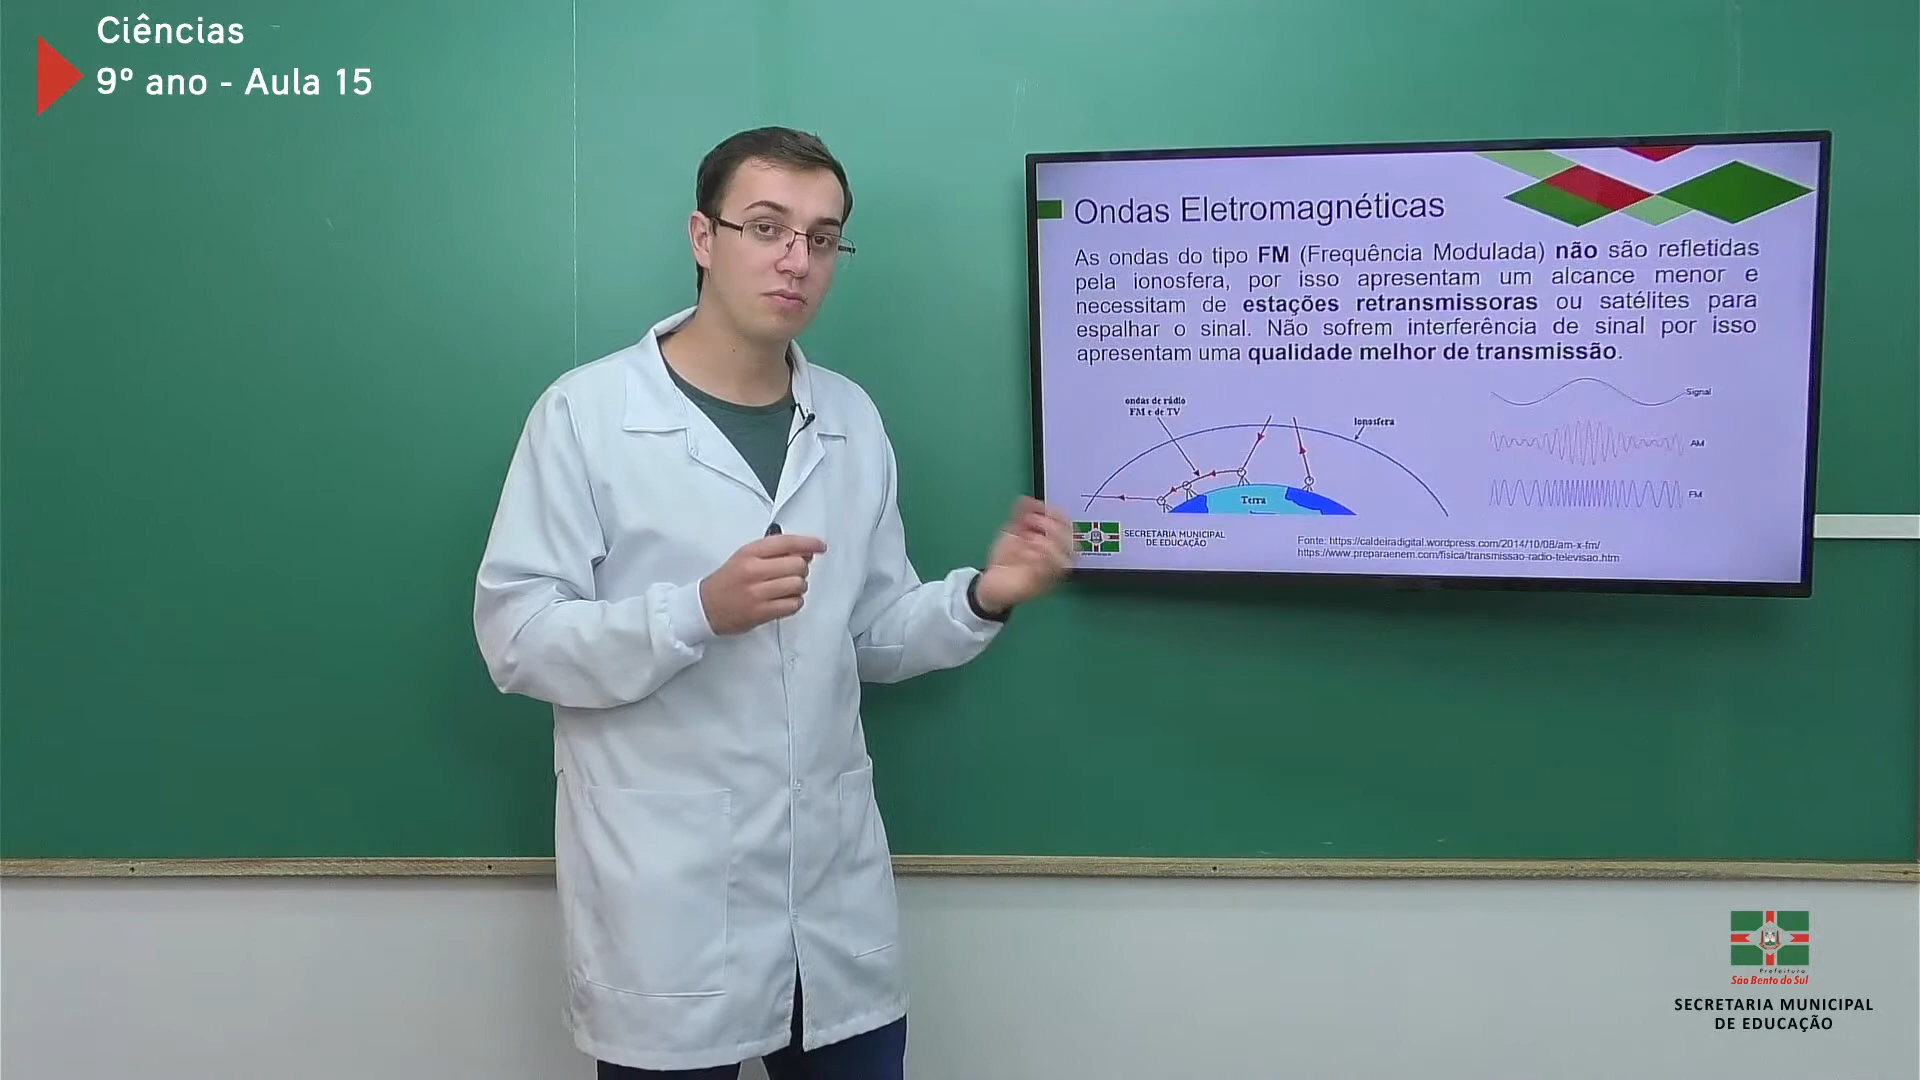 Ciências
9º ano - Aula 15
Ondas Eletromagnéticas
As ondas do tipo FM (Frequência Modulada) não são refletidas
pela ionosfera, por isso apresentam um alcance menor e
necessitam de estações retransmissoras ou satélites para
espalhar o sinal. Não sofrem interferência de sinal por isso
apresentam uma qualidade melhor de transmissão.
ondas de rádio
FM e de TV
Ionosfera
Terra
Signal
AM
FM
SECRETARIA MUNICIPAL
DE EDUCAÇÃO
Fonte: https://caldeiradigital.wordpress.com/2014/10/08/am-x-fm/
https://www.preparaenem.com/fisica/transmissao-radio-televisao.htm
Prefeitura
São Bento do Sul
SECRETARIA MUNICIPAL
DE EDUCAÇÃO